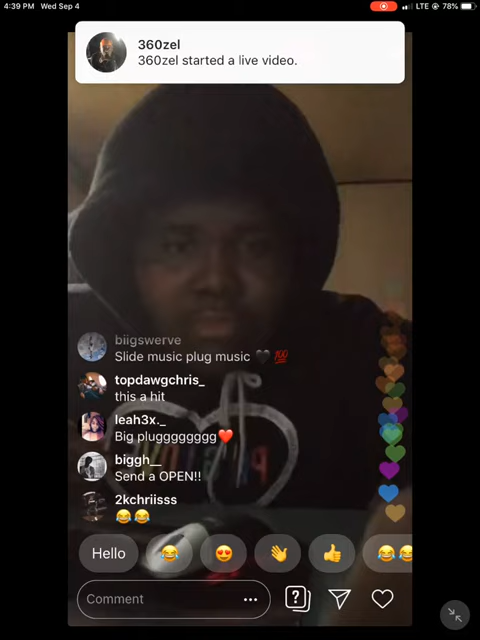 4:39 PM Wed Sep 4
LTE 78%
360zel
360zel started a live video.
biigswerve
Slide music plug music 🖤 💯
topdawgchris_
this a hit
leah3x._
Big pluggggggggg❤️
biggh__
Send a OPEN!!
2kchriisss
😂😂
Hello 😂 😍 👋 👍 😂😂
Comment